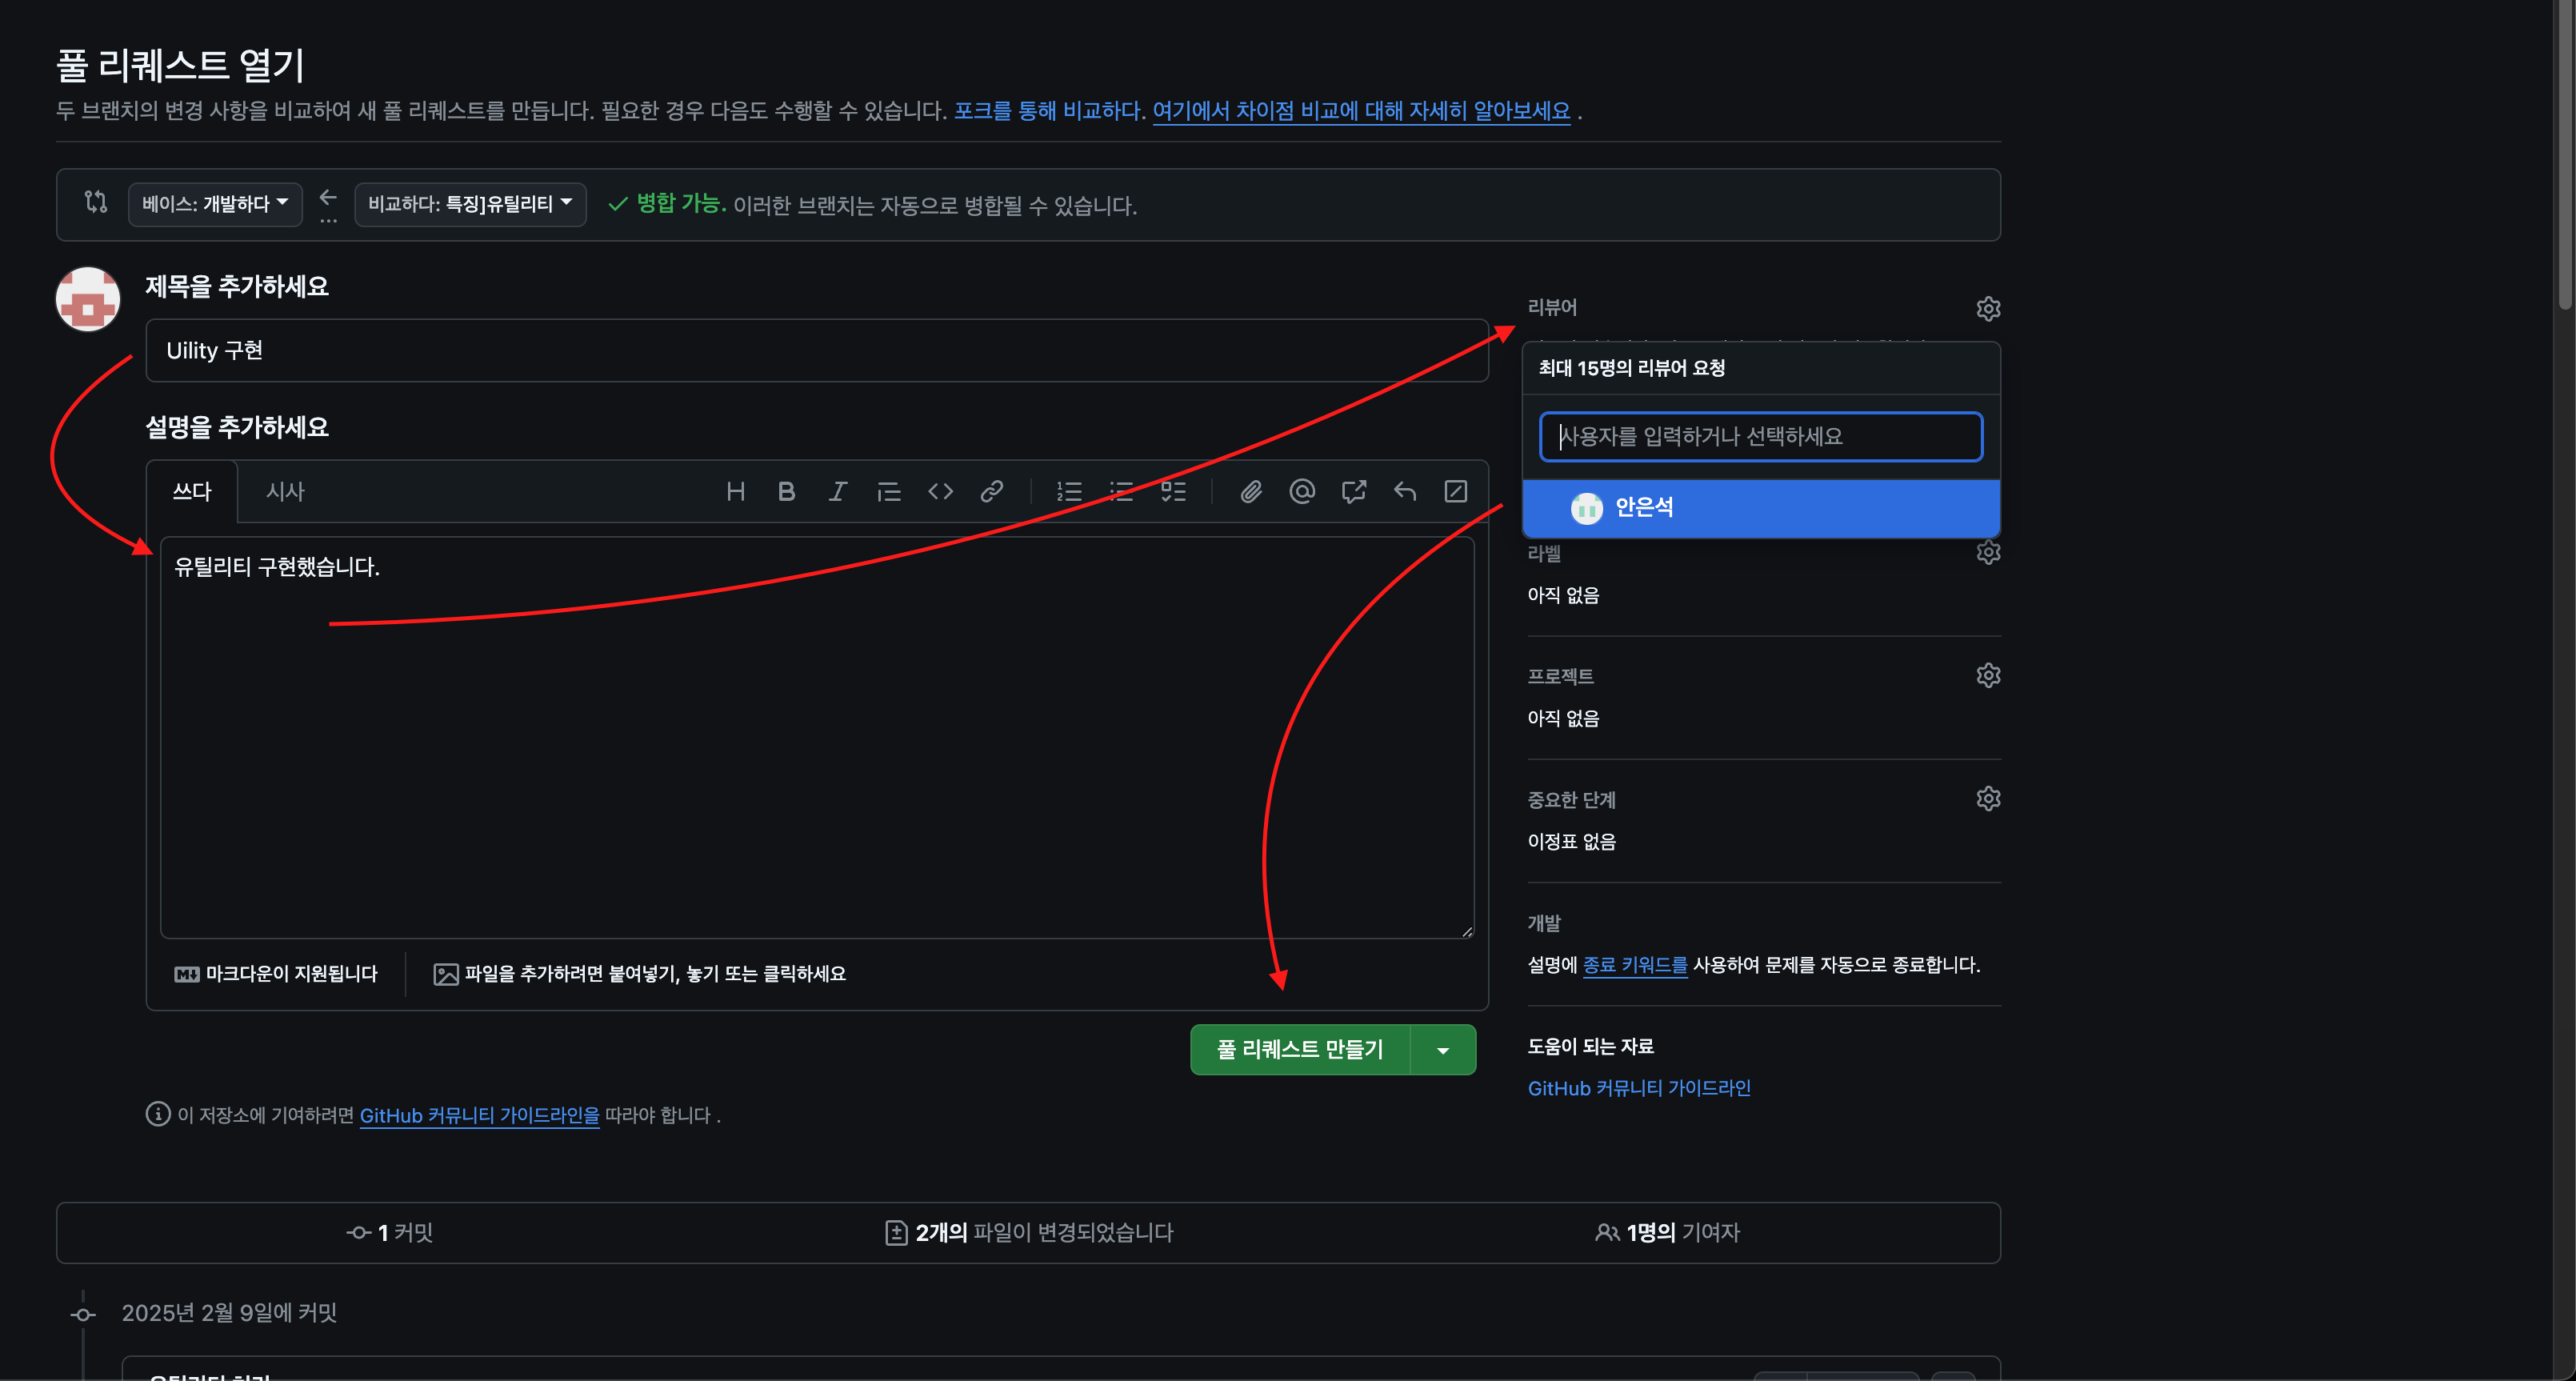 풀 리퀘스트 열기
두 브랜치의 변경 사항을 비교하여 새 풀 리퀘스트를 만듭니다. 필요한 경우 다음도 수행할 수 있습니다. 포크를 통해 비교하다. 여기에서 차이점 비교에 대해 자세히 알아보세요 .
베이스: 개발하다
비교하다: 특징]유틸리티
병합 가능. 이러한 브랜치는 자동으로 병합될 수 있습니다.
제목을 추가하세요
Uility 구현
설명을 추가하세요
쓰다
시사
유틸리티 구현했습니다.
마크다운이 지원됩니다
파일을 추가하려면 붙여넣기, 놓기 또는 클릭하세요
풀 리퀘스트 만들기
이 저장소에 기여하려면 GitHub 커뮤니티 가이드라인을 따라야 합니다 .
리뷰어
최대 15명의 리뷰어 요청
사용자를 입력하거나 선택하세요
안은석
라벨
아직 없음
프로젝트
아직 없음
중요한 단계
이정표 없음
개발
설명에 종료 키워드를 사용하여 문제를 자동으로 종료합니다.
도움이 되는 자료
GitHub 커뮤니티 가이드라인
1 커밋
2개의 파일이 변경되었습니다
1명의 기여자
2025년 2월 9일에 커밋